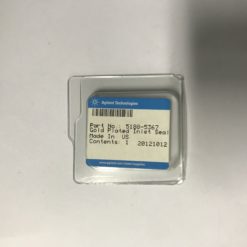 Agilent Technologies
Part No.: 5188-5367
Gold Plated Inlet Seal
Made In US
Contents: 1 20121012